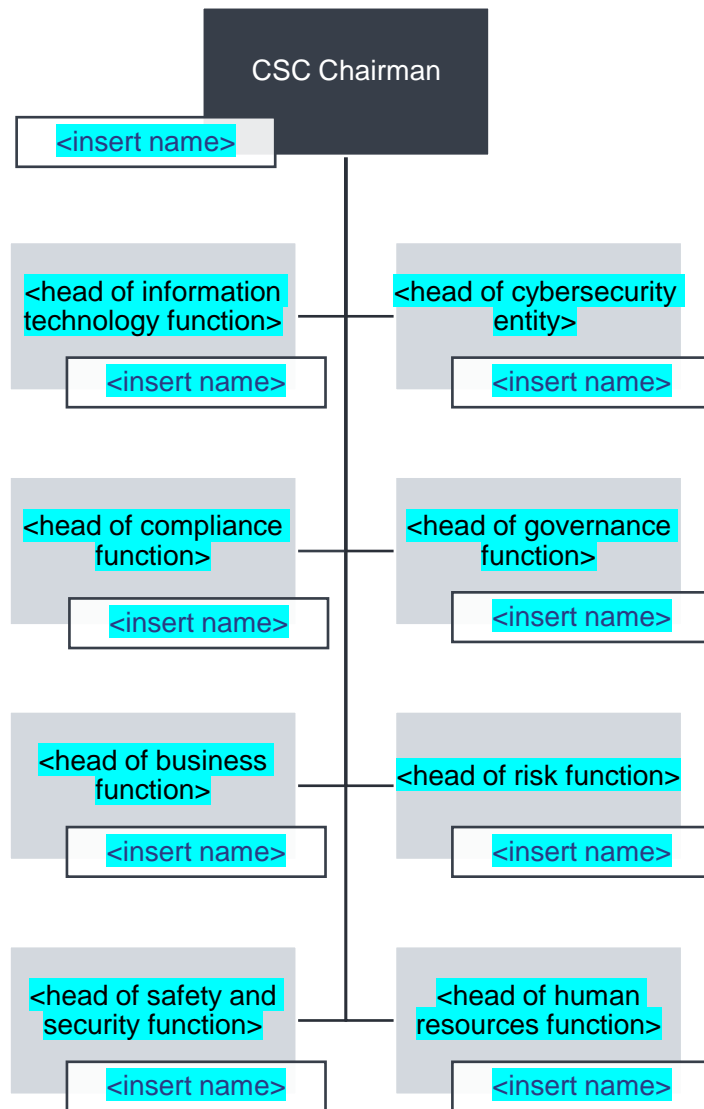 CSC Chairman
<insert name>
<head of information
technology function>
<insert name>
<head of cybersecurity
entity>
<insert name>
<head of compliance
function>
<insert name>
<head of governance
function>
<insert name>
<head of business
function>
<insert name>
<head of risk function>
<insert name>
<head of safety and
security function>
<insert name>
<head of human
resources function>
<insert name>